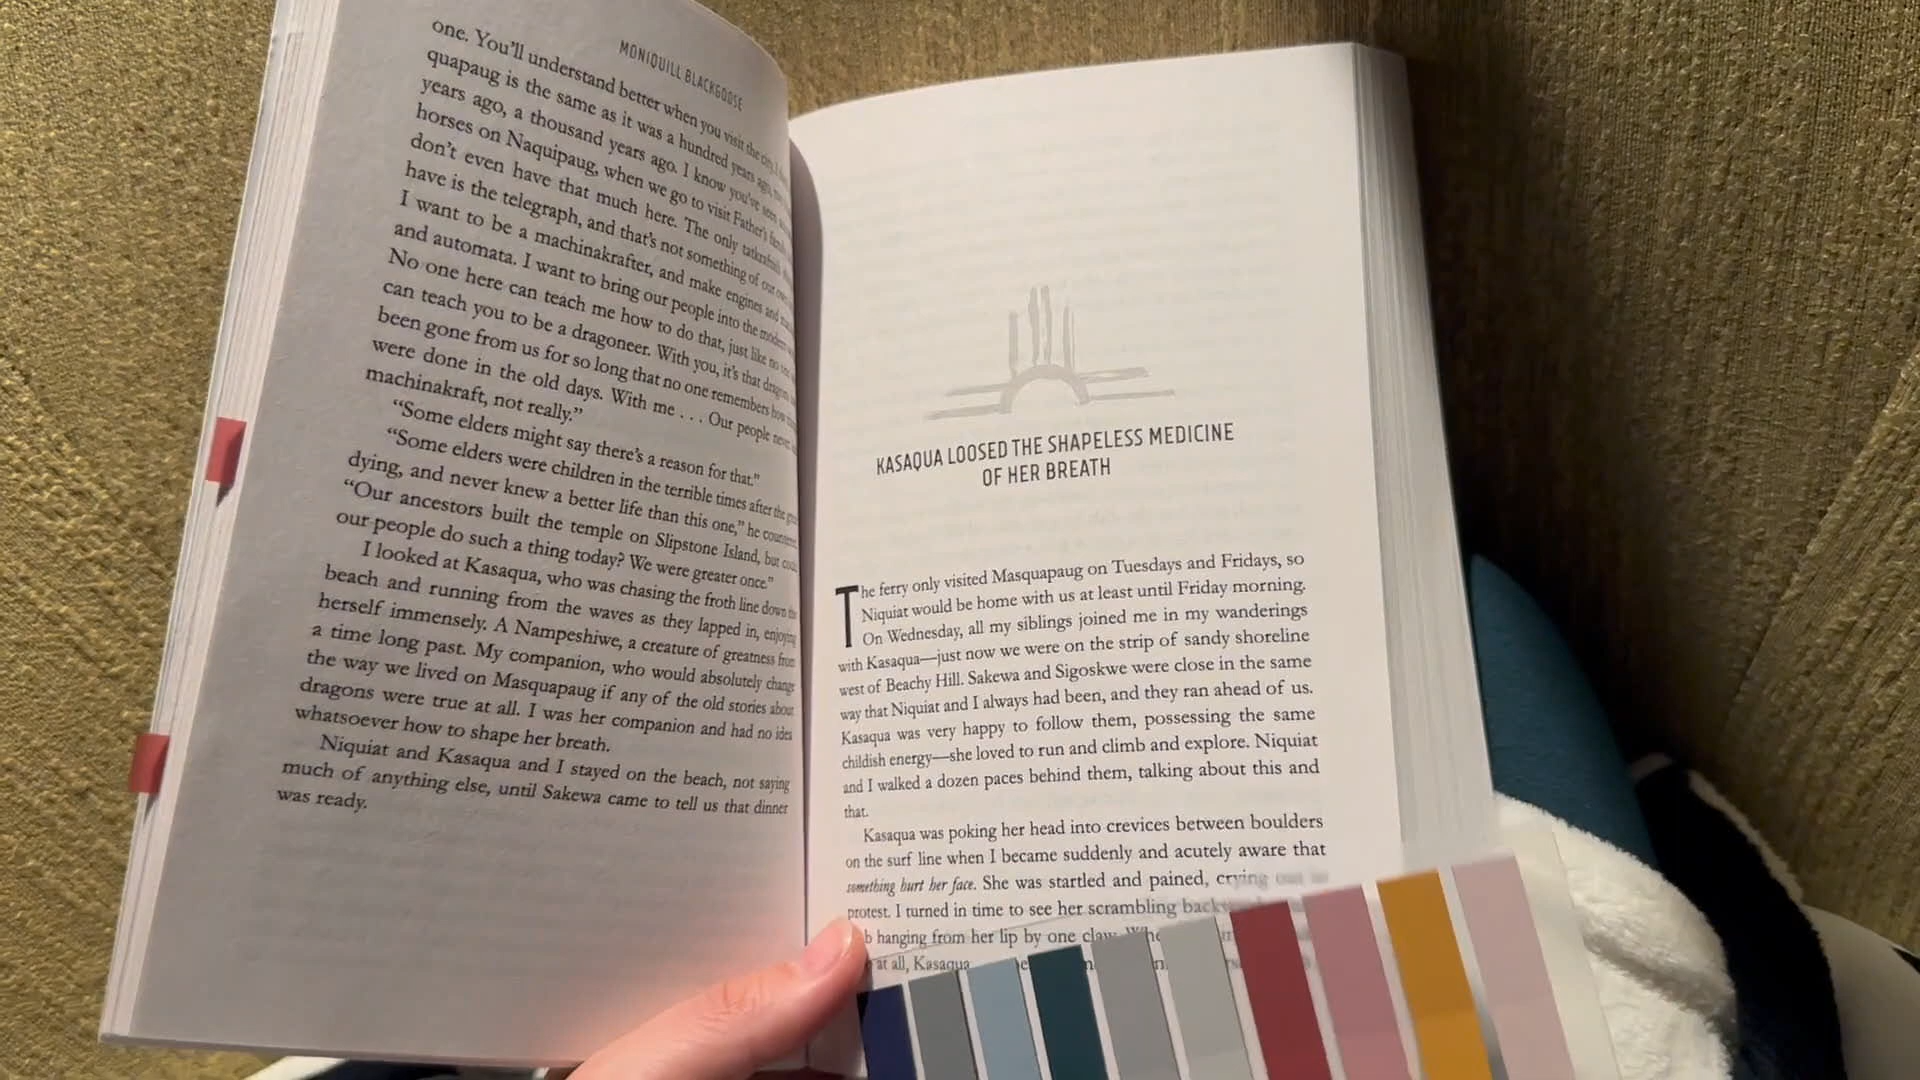 MONIQUILL BLACKGOOSE
one. You'll understand better when you visit the city, I
quapaug is the same as it was a hundred years ago,
years ago, a thousand years ago. I know you've seen
horses on Naquipaug, when we go to visit Father's
don't even have that much here. The only
have is the telegraph, and that's not something of our
I want to be a machinakrafter, and make engines and
and automata. I want to bring our people into the modern
No one here can teach me how to do that, just like no one
can teach you to be a dragoneer. With you, it's that dragons
been gone from us for so long that no one remembers how
were done in the old days. With me . . . Our people never
machinakraft, not really."
"Some elders might say there's a reason for that."
"Some elders were children in the terrible times after the
dying, and never knew a better life than this one," he
"Our ancestors built the temple on Slipstone Island, but
our people do such a thing today? We were greater once."
I looked at Kasaqua, who was chasing the froth line down the
beach and running from the waves as they lapped in, enjoying
herself immensely. A Nampeshiwe, a creature of greatness from
a time long past. My companion, who would absolutely change
the way we lived on Masquapaug if any of the old stories about
dragons were true at all. I was her companion and had no idea
whatsoever how to shape her breath.
Niquiat and Kasaqua and I stayed on the beach, not saying
much of anything else, until Sakewa came to tell us that dinner
was ready.
KASAQUA LOOSED THE SHAPELESS MEDICINE
OF HER BREATH
The ferry only visited Masquapaug on Tuesdays and Fridays, so
Niquiat would be home with us at least until Friday morning.
On Wednesday, all my siblings joined me in my wanderings
with Kasaqua—just now we were on the strip of sandy shoreline
west of Beachy Hill. Sakewa and Sigoskwe were close in the same
way that Niquiat and I always had been, and they ran ahead of us.
Kasaqua was very happy to follow them, possessing the same
childish energy—she loved to run and climb and explore. Niquiat
and I walked a dozen paces behind them, talking about this and
that.
Kasaqua was poking her head into crevices between boulders
on the surf line when I became suddenly and acutely aware that
something hurt her face. She was startled and pained, crying out in
protest. I turned in time to see her scrambling
hanging from her lip by one claw.
at all, Kasaqua